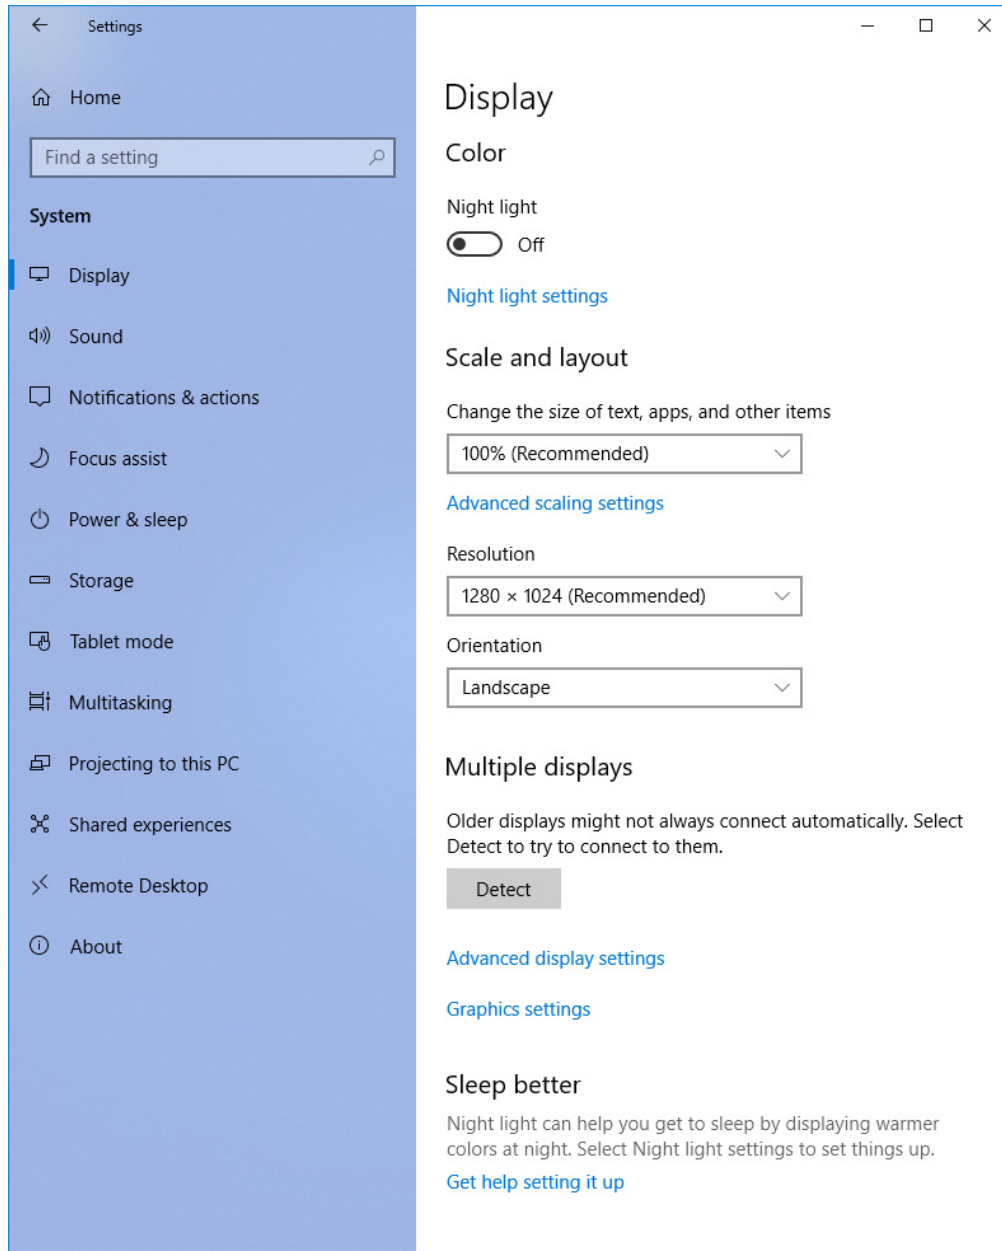 Settings
Home
Find a setting
System
Display
Sound
Notifications & actions
Focus assist
Power & sleep
Storage
Tablet mode
Multitasking
Projecting to this PC
Shared experiences
Remote Desktop
About
Display
Color
Night light
Off
Night light settings
Scale and layout
Change the size of text, apps, and other items
100% (Recommended)
Advanced scaling settings
Resolution
1280 × 1024 (Recommended)
Orientation
Landscape
Multiple displays
Older displays might not always connect automatically. Select
Detect to try to connect to them.
Detect
Advanced display settings
Graphics settings
Sleep better
Night light can help you get to sleep by displaying warmer
colors at night. Select Night light settings to set things up.
Get help setting it up